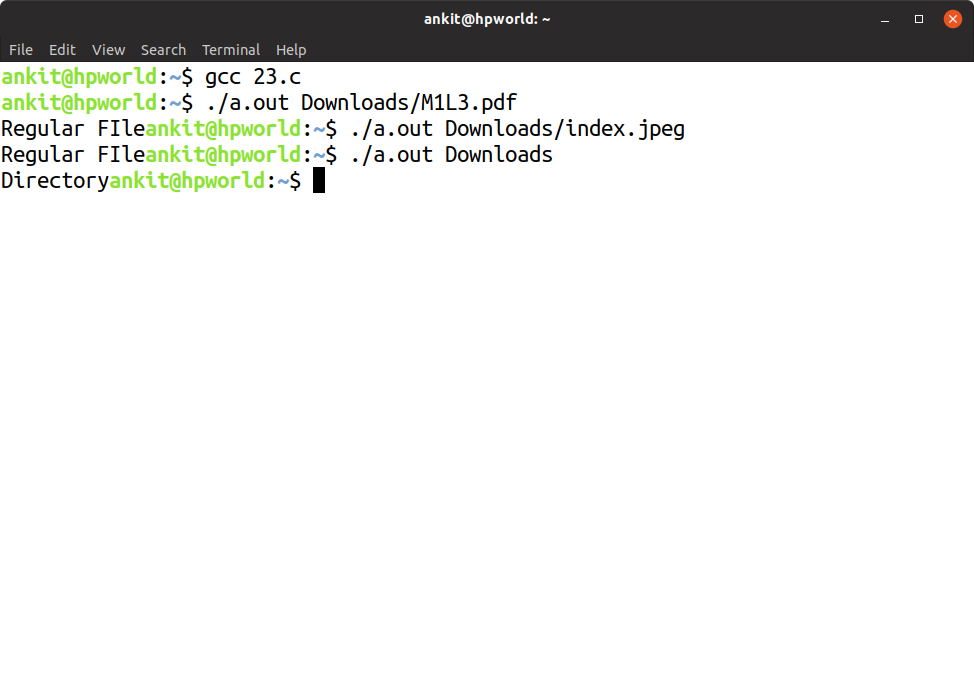 ankit@hpworld: ~
File Edit View Search Terminal Help
ankit@hpworld:~$ gcc 23.c
ankit@hpworld:~$ ./a.out Downloads/M1L3.pdf
Regular FIleankit@hpworld:~$ ./a.out Downloads/index.jpeg
Regular FIleankit@hpworld:~$ ./a.out Downloads
Directoryankit@hpworld:~$